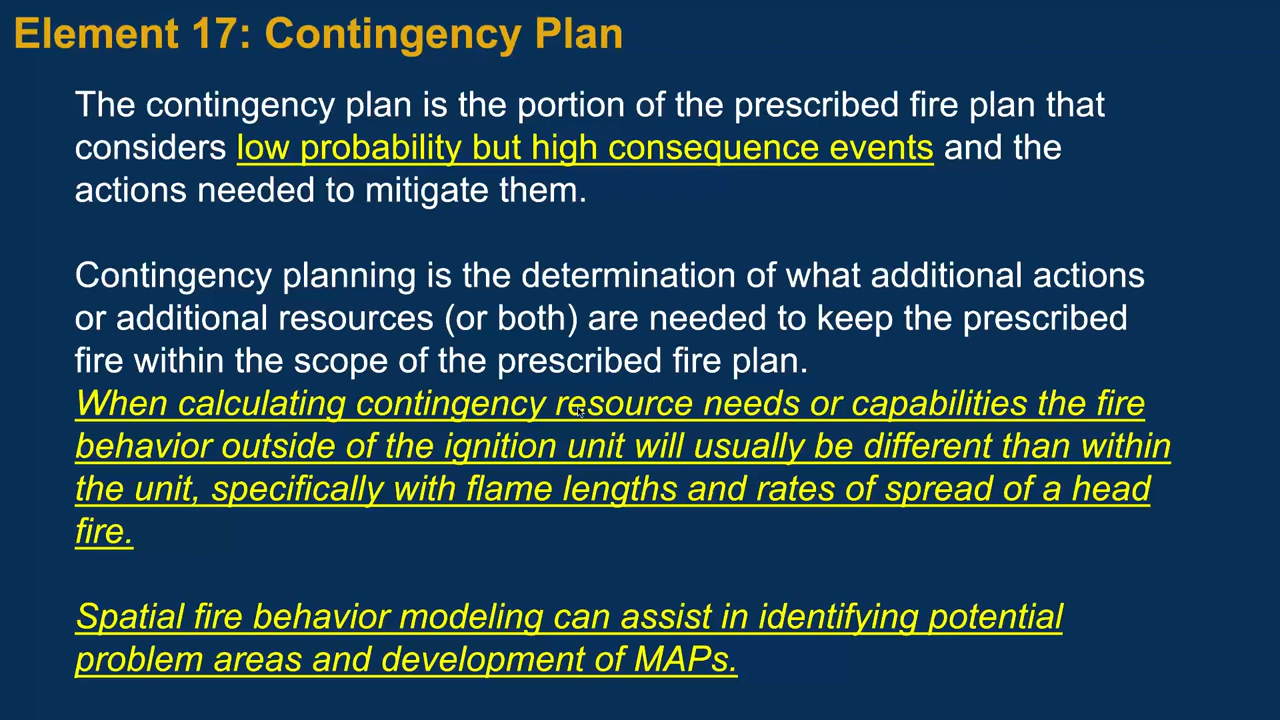 Element 17: Contingency Plan
The contingency plan is the portion of the prescribed fire plan that
considers low probability but high consequence events and the
actions needed to mitigate them.
Contingency planning is the determination of what additional actions
or additional resources (or both) are needed to keep the prescribed
fire within the scope of the prescribed fire plan.
When calculating contingency resource needs or capabilities the fire
behavior outside of the ignition unit will usually be different than within
the unit, specifically with flame lengths and rates of spread of a head
fire.
Spatial fire behavior modeling can assist in identifying potential
problem areas and development of MAPs.